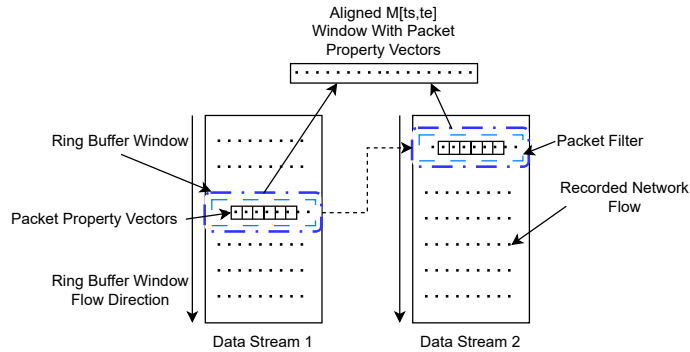 Aligned M[ts,te]
Window With Packet
Property Vectors
Ring Buffer Window
Packet Filter
Recorded Network
Flow
Packet Property Vectors
Ring Buffer Window
Flow Direction
Data Stream 1
Data Stream 2